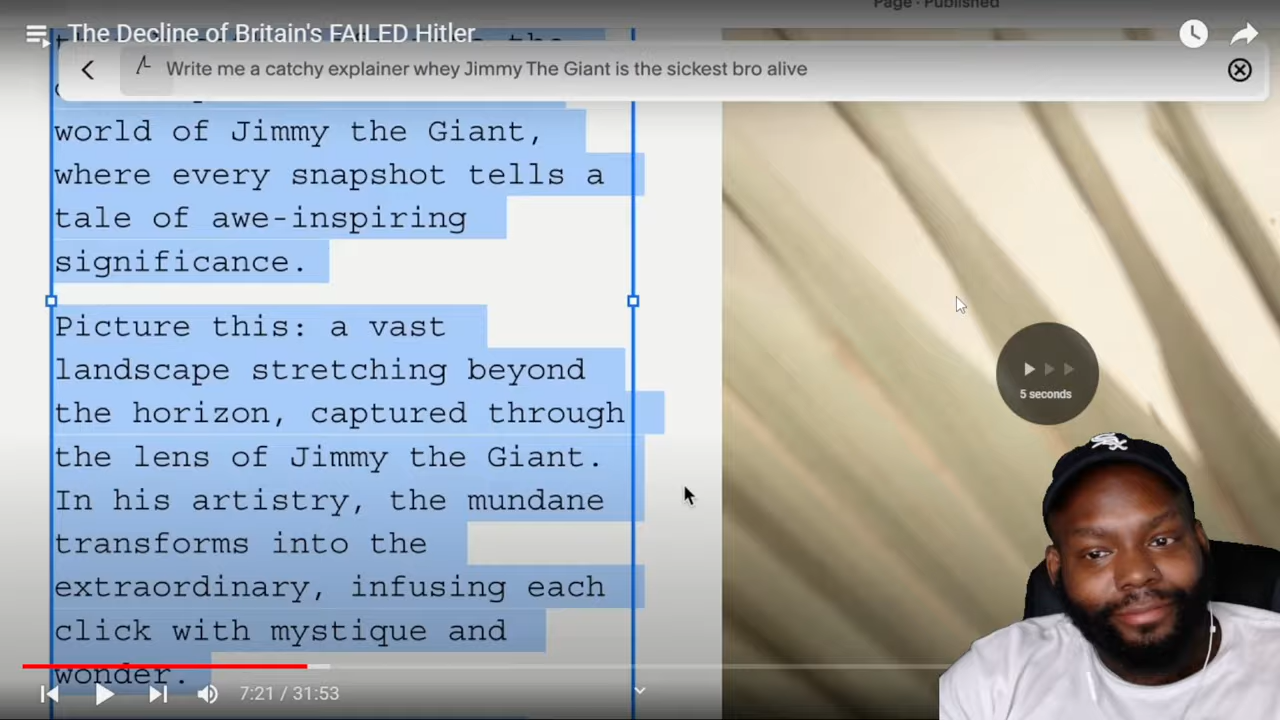 Page · Published
The Decline of Britain's FAILED Hitler
Write me a catchy explainer whey Jimmy The Giant is the sickest bro alive
world of Jimmy the Giant,
where every snapshot tells a
tale of awe-inspiring
significance.
Picture this: a vast
landscape stretching beyond
the horizon, captured through
the lens of Jimmy the Giant.
In his artistry, the mundane
transforms into the
extraordinary, infusing each
click with mystique and
wonder.
5 seconds
7:21 / 31:53